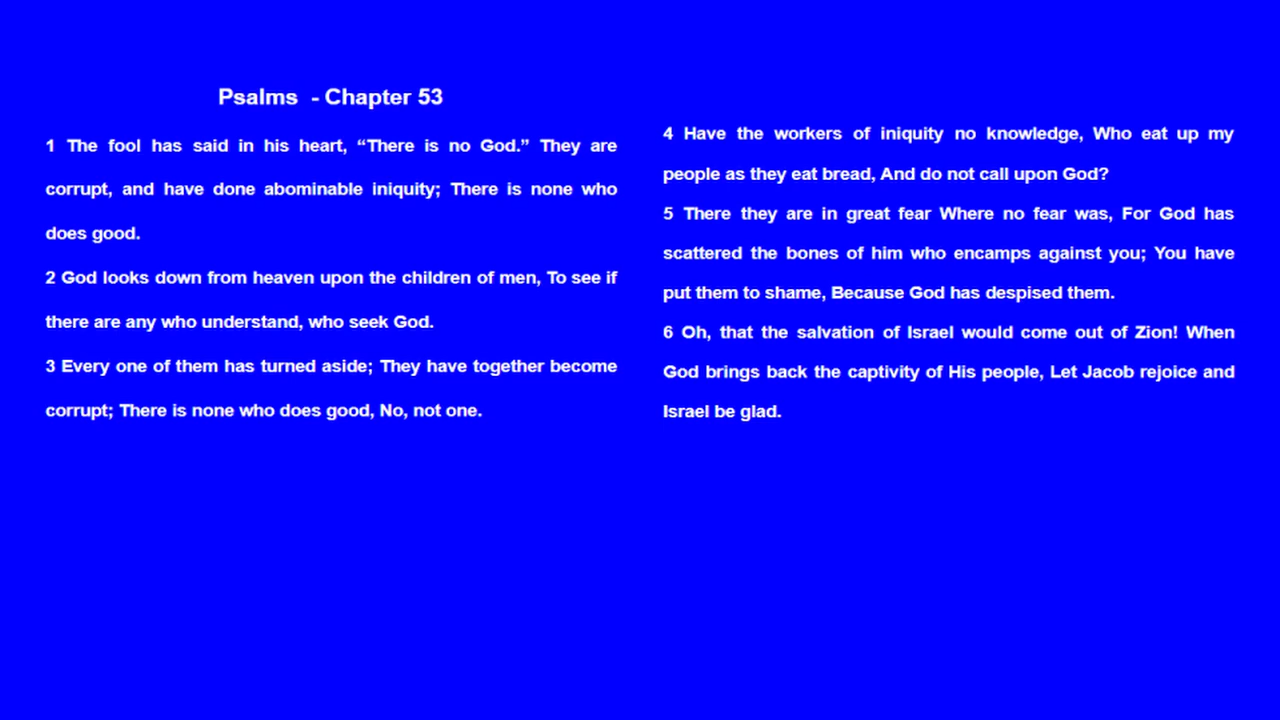 Psalms - Chapter 53
1 The fool has said in his heart, “There is no God.” They are
corrupt, and have done abominable iniquity; There is none who
does good.
2 God looks down from heaven upon the children of men, To see if
there are any who understand, who seek God.
3 Every one of them has turned aside; They have together become
corrupt; There is none who does good, No, not one.
4 Have the workers of iniquity no knowledge, Who eat up my
people as they eat bread, And do not call upon God?
5 There they are in great fear Where no fear was, For God has
scattered the bones of him who encamps against you; You have
put them to shame, Because God has despised them.
6 Oh, that the salvation of Israel would come out of Zion! When
God brings back the captivity of His people, Let Jacob rejoice and
Israel be glad.